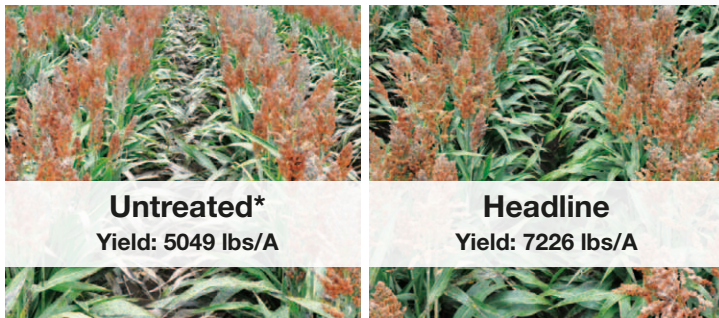 Untreated*
Yield: 5049 lbs/A
Headline
Yield: 7226 lbs/A